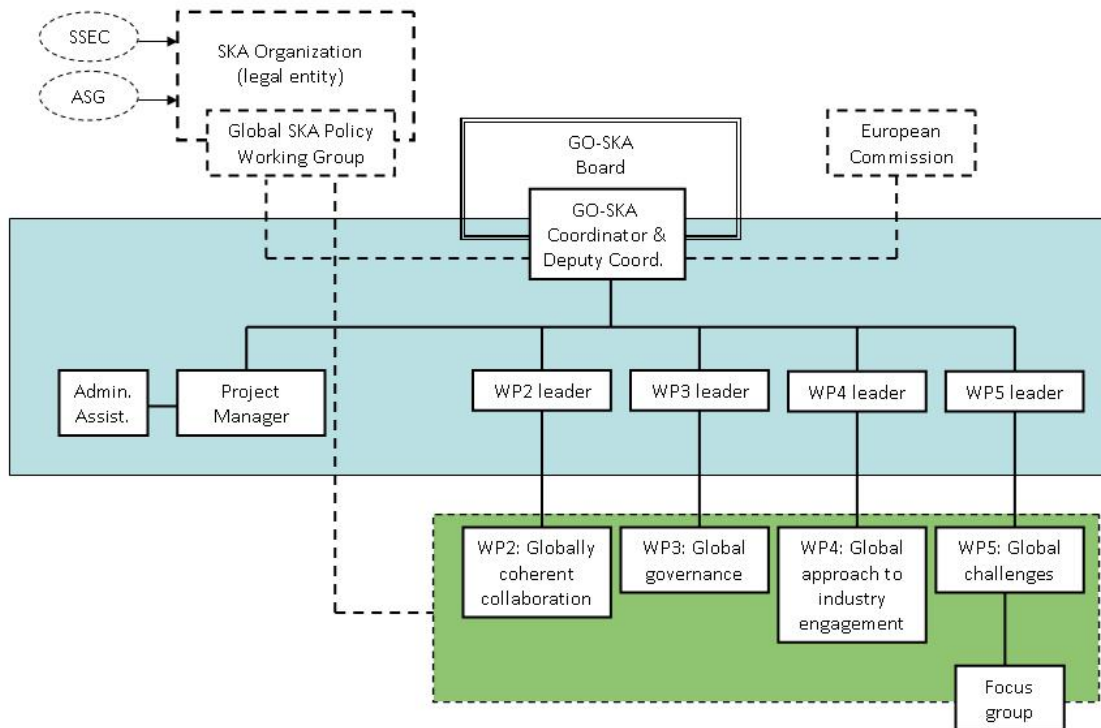 SSEC
ASG
SKA Organization
(legal entity)
Global SKA Policy
Working Group
GO-SKA
Board
European
Commission
GO-SKA
Coordinator &
Deputy Coord.
Admin.
Assist.
Project
Manager
WP2 leader
WP3 leader
WP4 leader
WP5 leader
WP2: Globally
coherent
collaboration
WP3: Global
governance
WP4: Global
approach to
industry
engagement
WP5: Global
challenges
Focus
group